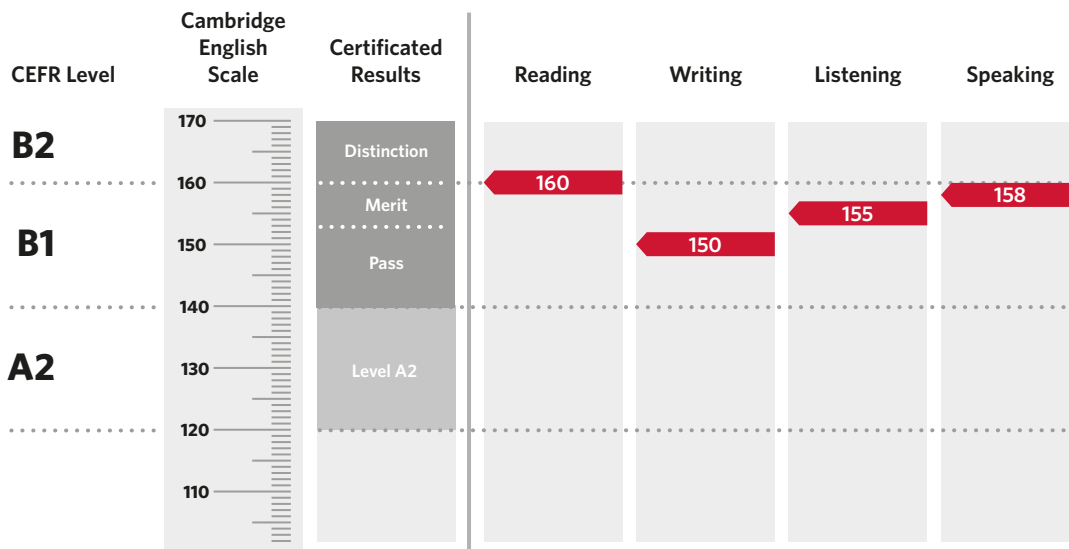 CEFR Level
Cambridge
English
Scale
Certificated
Results
Reading
Writing
Listening
Speaking
B2
B1
A2
170
160
150
140
130
120
110
Distinction
Merit
Pass
Level A2
160
150
155
158